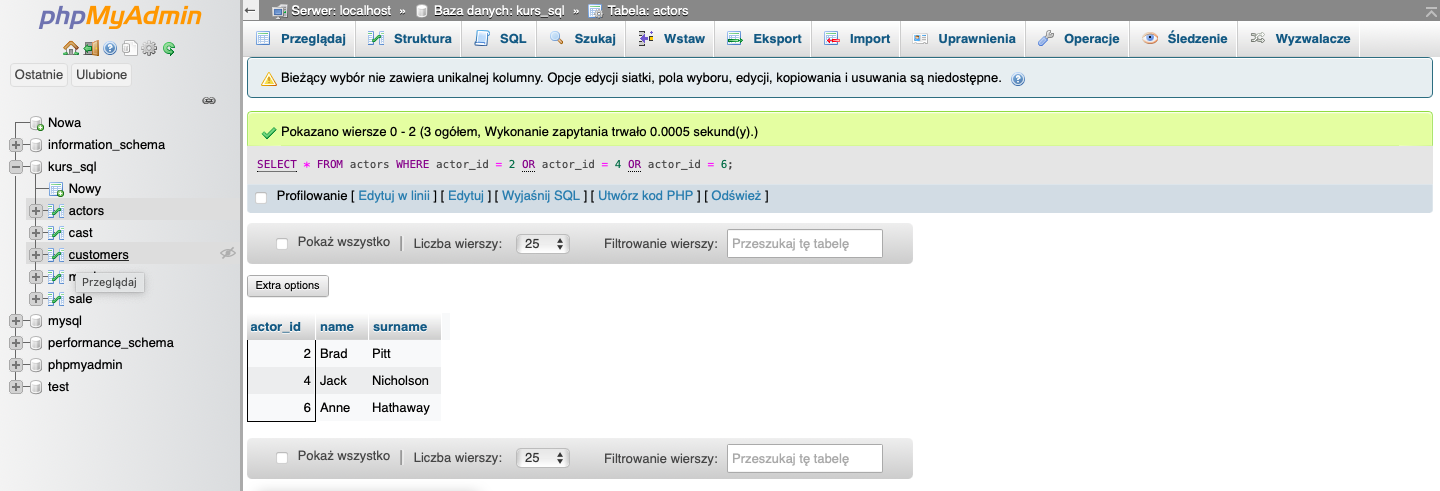 phpMyAdmin
Ostatnie Ulubione
Nowa
information_schema
kurs_sql
Nowy
actors
cast
customers
Przeglądaj
sale
mysql
performance_schema
phpmyadmin
test
Serwer: localhost » Baza danych: kurs_sql » Tabela: actors
Przeglądaj Struktura SQL Szukaj Wstaw Eksport Import Uprawnienia Operacje Śledzenie Wyzwalacze
Bieżący wybór nie zawiera unikalnej kolumny. Opcje edycji siatki, pola wyboru, edycji, kopiowania i usuwania są niedostępne.
Pokazano wiersze 0 - 2 (3 ogółem, Wykonanie zapytania trwało 0.0005 sekund(y).)
SELECT * FROM actors WHERE actor_id = 2 OR actor_id = 4 OR actor_id = 6;
Profilowanie [ Edytuj w linii ] [ Edytuj ] [ Wyjaśnij SQL ] [ Utwórz kod PHP ] [ Odśwież ]
Pokaż wszystko | Liczba wierszy: 25 Filtrowanie wierszy: Przeszukaj tę tabelę
Extra options
actor_id name surname
2 Brad Pitt
4 Jack Nicholson
6 Anne Hathaway
Pokaż wszystko | Liczba wierszy: 25 Filtrowanie wierszy: Przeszukaj tę tabelę